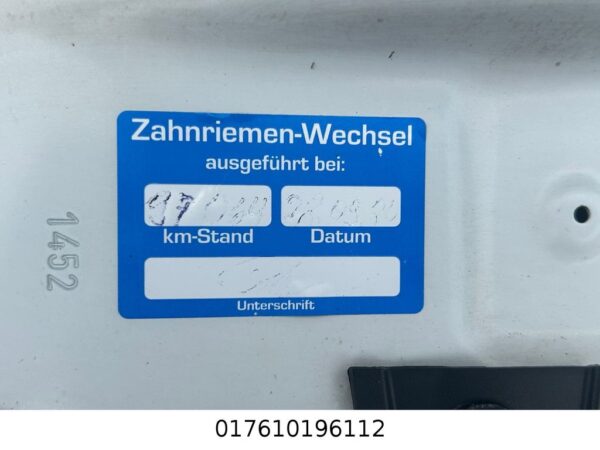 Zahnriemen-Wechsel
ausgeführt bei:
km-Stand Datum
Unterschrift
1452
017610196112